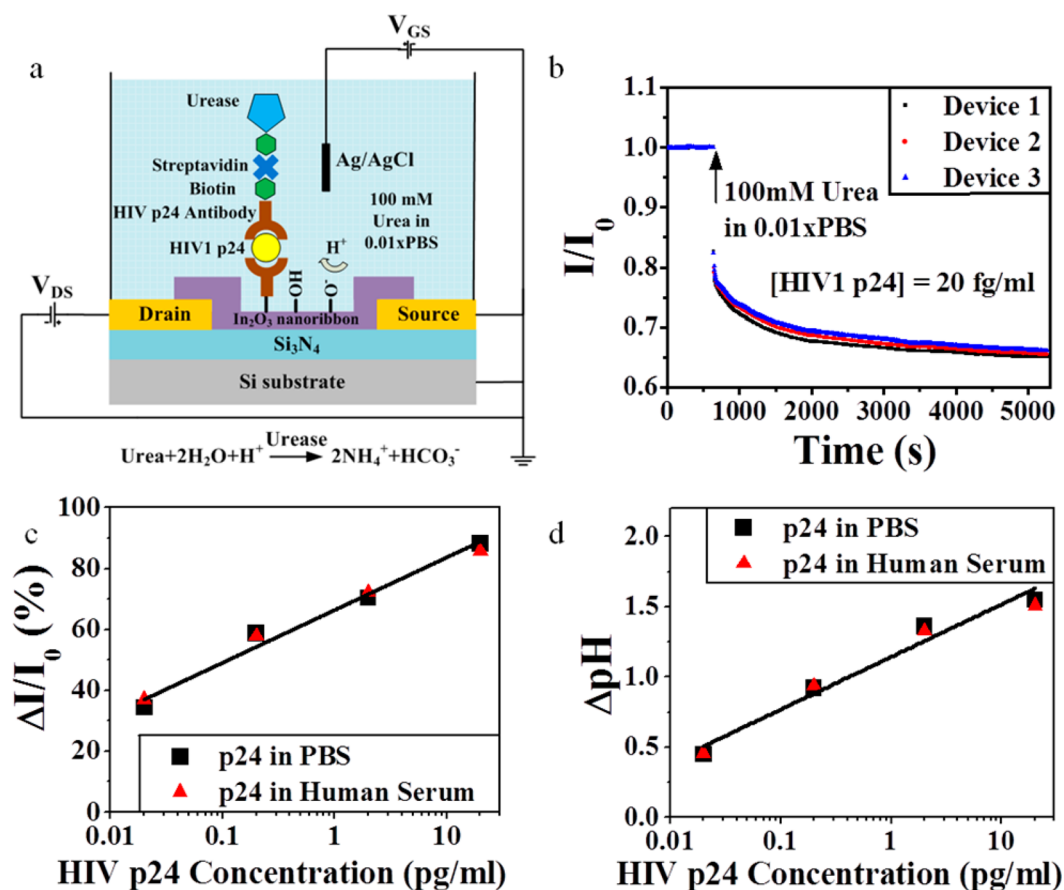 a
V_GS
Urease
Streptavidin
Biotin
HIV p24 Antibody
HIV1 p24
Ag/AgCl
100 mM
Urea in
0.01xPBS
H⁺
OH
O⁻
V_DS
Drain
In₂O₃ nanoribbon
Source
Si₃N₄
Si substrate
Urease
Urea+2H₂O+H⁺ → 2NH₄⁺+HCO₃⁻
b
Device 1
Device 2
Device 3
100mM Urea
in 0.01xPBS
[HIV1 p24] = 20 fg/ml
I/I₀
1.1
1.0
0.9
0.8
0.7
0.6
1000 2000 3000 4000 5000
Time (s)
c
ΔI/I₀ (%)
100
80
60
40
20
0
p24 in PBS
p24 in Human Serum
0.01 0.1 1 10
HIV p24 Concentration (pg/ml)
d
ΔpH
2.0
1.5
1.0
0.5
0.0
p24 in PBS
p24 in Human Serum
0.01 0.1 1 10
HIV p24 Concentration (pg/ml)